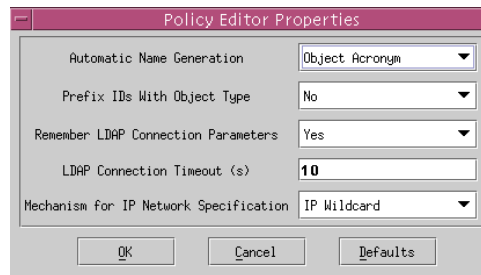 Policy Editor Properties
Automatic Name Generation Object Acronym
Prefix IDs With Object Type No
Remember LDAP Connection Parameters Yes
LDAP Connection Timeout (s) 10
Mechanism for IP Network Specification IP Wildcard
OK Cancel Defaults